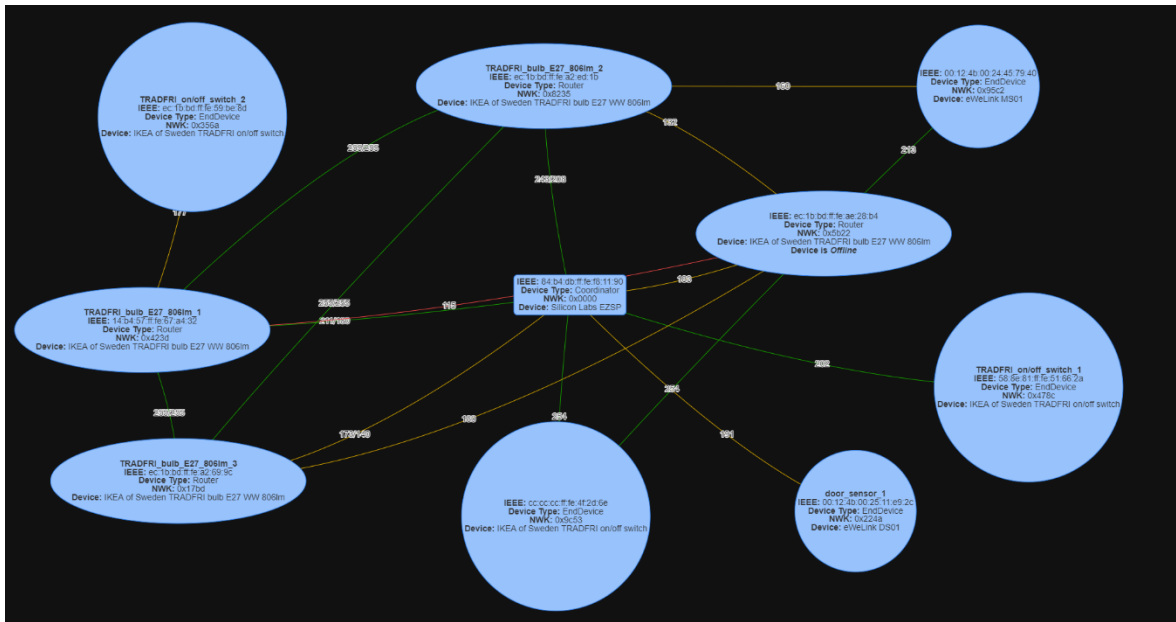 TRADFRI_bulb_E27_806lm_2
IEEE: ec:1b:bd:ff:fe:a2:ed:1b
Device Type: Router
NWK: 0x8235
Device: IKEA of Sweden TRADFRI bulb E27 WW 806lm
IEEE: 00:12:4b:00:24:45:79:40
Device Type: EndDevice
NWK: 0x95c2
Device: eWeLink MS01
TRADFRI_on/off_switch_2
IEEE: ec:1b:bd:ff:fe:59:be:8d
Device Type: EndDevice
NWK: 0x356a
Device: IKEA of Sweden TRADFRI on/off switch
192
213
177
IEEE: ec:1b:bd:ff:fe:ae:28:b4
Device Type: Router
NWK: 0x5b22
Device: IKEA of Sweden TRADFRI bulb E27 WW 806lm
Device is Offline
IEEE: 84:b4:db:ff:fe:f8:11:90
Device Type: Coordinator
NWK: 0x0000
Device: Silicon Labs EZSP
115
TRADFRI_bulb_E27_806lm_1
IEEE: 14:b4:57:ff:fe:67:a4:32
Device Type: Router
NWK: 0x423d
Device: IKEA of Sweden TRADFRI bulb E27 WW 806lm
202
TRADFRI_on/off_switch_1
IEEE: 58:8e:81:ff:fe:51:66:2a
Device Type: EndDevice
NWK: 0x478c
Device: IKEA of Sweden TRADFRI on/off switch
254
254
191
TRADFRI_bulb_E27_806lm_3
IEEE: ec:1b:bd:ff:fe:a2:69:9c
Device Type: Router
NWK: 0x17bd
Device: IKEA of Sweden TRADFRI bulb E27 WW 806lm
IEEE: cc:cc:cc:ff:fe:4f:2d:6e
Device Type: EndDevice
NWK: 0x9c53
Device: IKEA of Sweden TRADFRI on/off switch
door_sensor_1
IEEE: 00:12:4b:00:25:11:e9:2c
Device Type: EndDevice
NWK: 0x224a
Device: eWeLink DS01